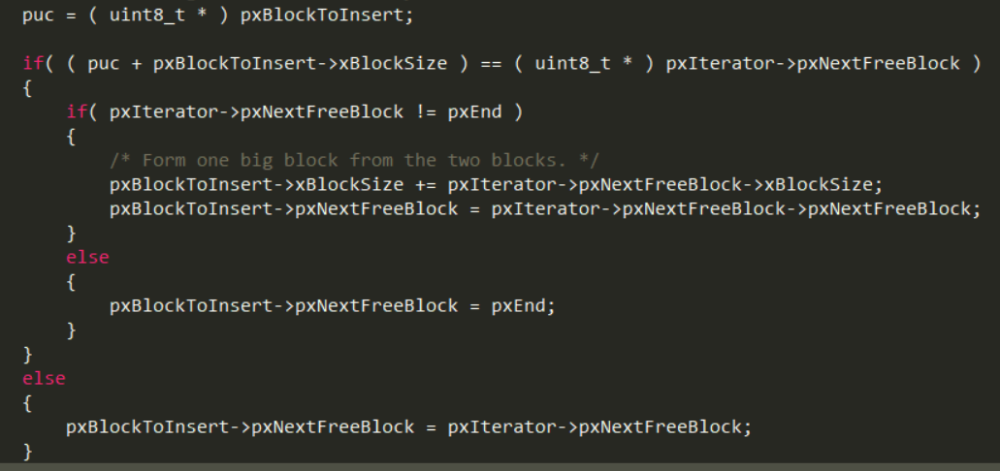 puc = ( uint8_t * ) pxBlockToInsert;
if( ( puc + pxBlockToInsert->xBlockSize ) == ( uint8_t * ) pxIterator->pxNextFreeBlock )
{
if( pxIterator->pxNextFreeBlock != pxEnd )
{
/* Form one big block from the two blocks. */
pxBlockToInsert->xBlockSize += pxIterator->pxNextFreeBlock->xBlockSize;
pxBlockToInsert->pxNextFreeBlock = pxIterator->pxNextFreeBlock->pxNextFreeBlock;
}
else
{
pxBlockToInsert->pxNextFreeBlock = pxEnd;
}
}
else
{
pxBlockToInsert->pxNextFreeBlock = pxIterator->pxNextFreeBlock;
}